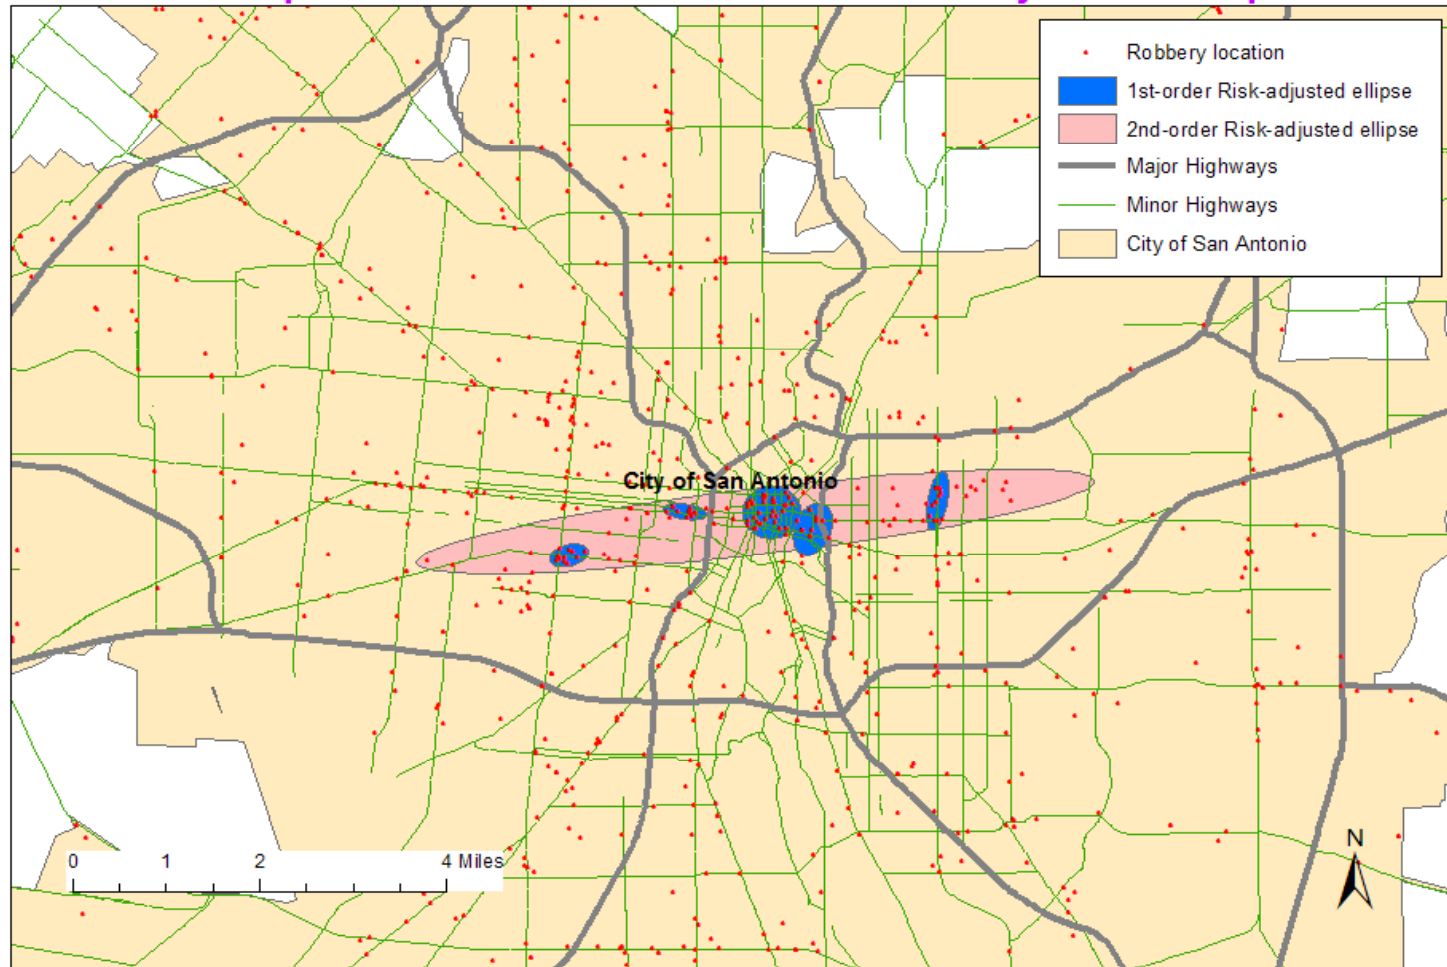 Robbery location
1st-order Risk-adjusted ellipse
2nd-order Risk-adjusted ellipse
Major Highways
Minor Highways
City of San Antonio
City of San Antonio
0 1 2 4 Miles
N